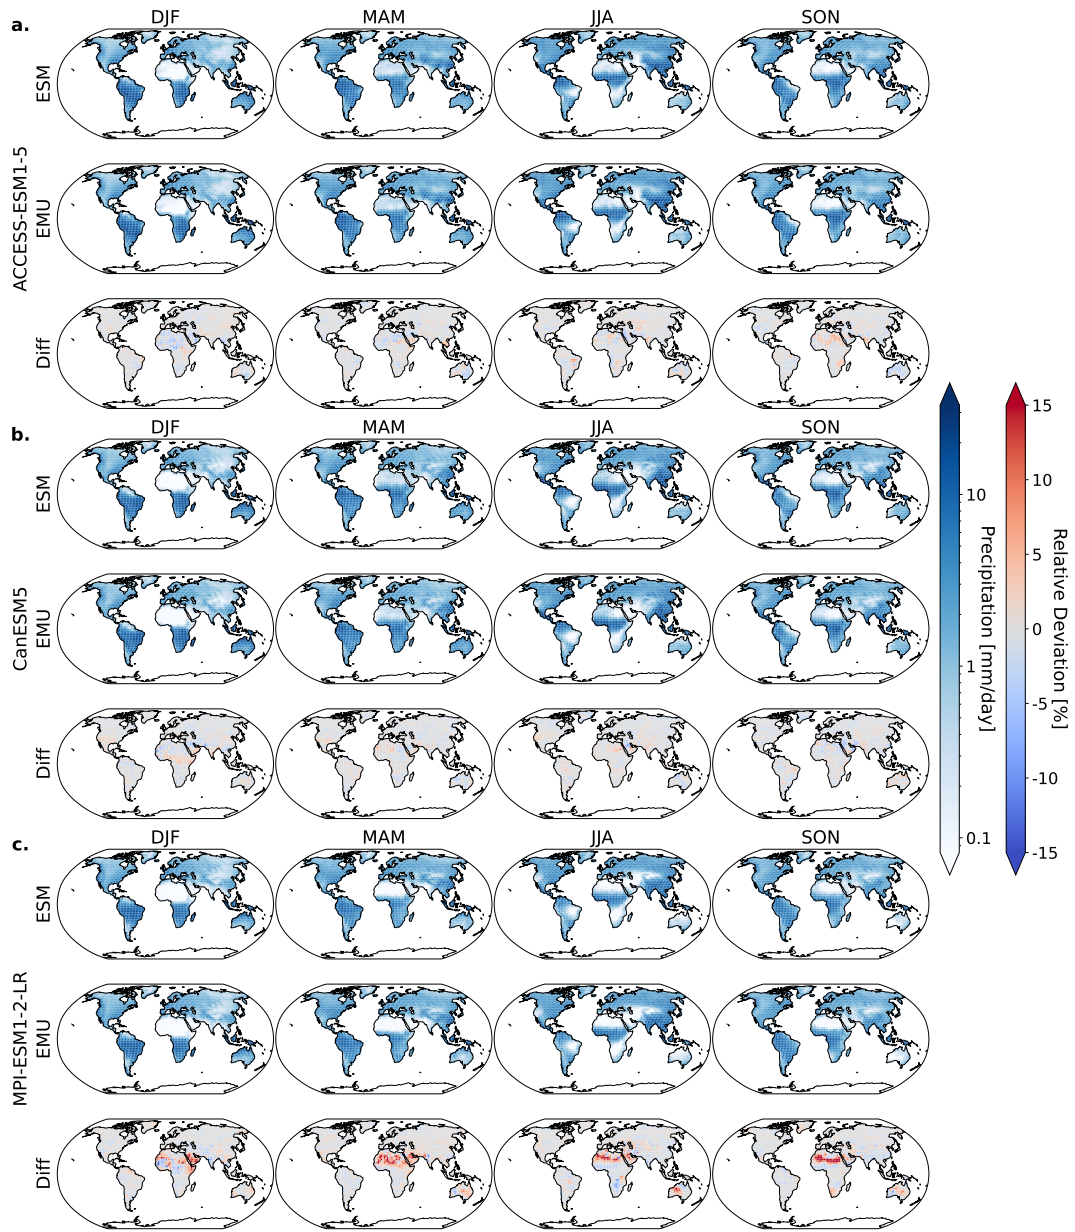 a.
DJF MAM JJA SON
ESM
ACCESS-ESM1-5
EMU
Diff
b.
DJF MAM JJA SON
ESM
CanESM5
EMU
Diff
c.
DJF MAM JJA SON
ESM
MPI-ESM1-2-LR
EMU
Diff
10
1
0.1
Precipitation [mm/day]
15
10
5
0
-5
-10
-15
Relative Deviation [%]